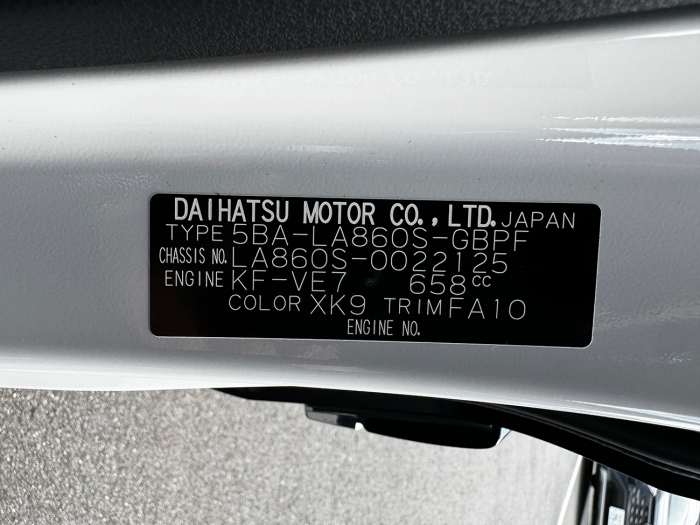 DAIHATSU MOTOR CO., LTD. JAPAN
TYPE 5BA-LA860S-GBPF
CHASSIS NO. LA860S-0022125
ENGINE KF-VE7 658cc
COLOR XK9 TRIM FA10
ENGINE NO.